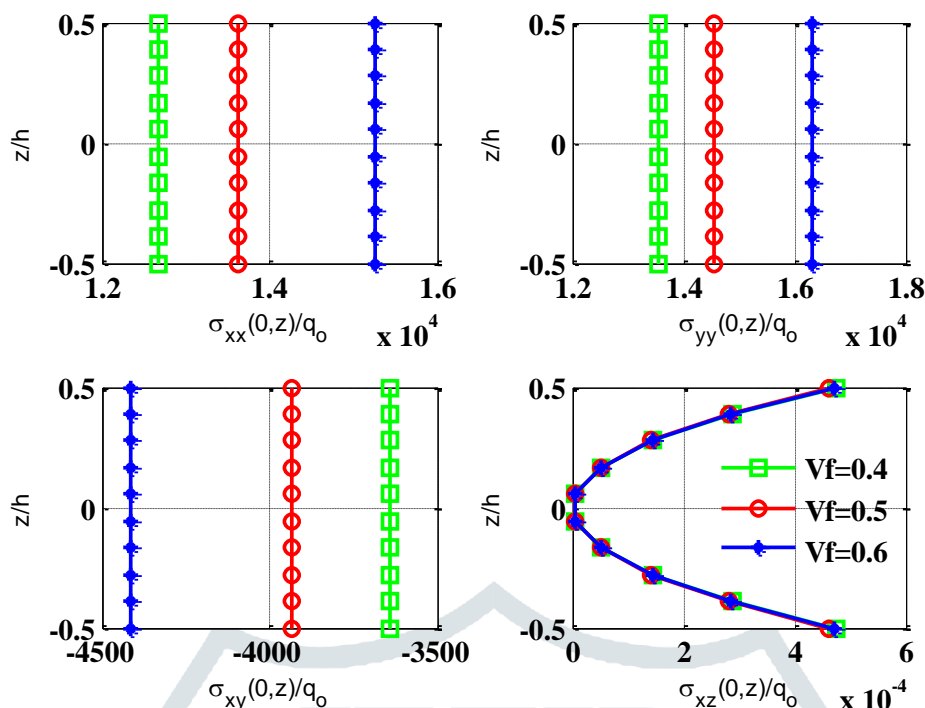 0.5
0
-0.5
z/h
1.2
1.4
1.6
σxx(0,z)/qo
x 10^4
0.5
0
-0.5
z/h
1.2
1.4
1.6
1.8
σyy(0,z)/qo
x 10^4
0.5
0
-0.5
z/h
-4500
-4000
-3500
σxy(0,z)/qo
0.5
0
-0.5
z/h
Vf=0.4
Vf=0.5
Vf=0.6
0
2
4
6
σxz(0,z)/qo
x 10^-4